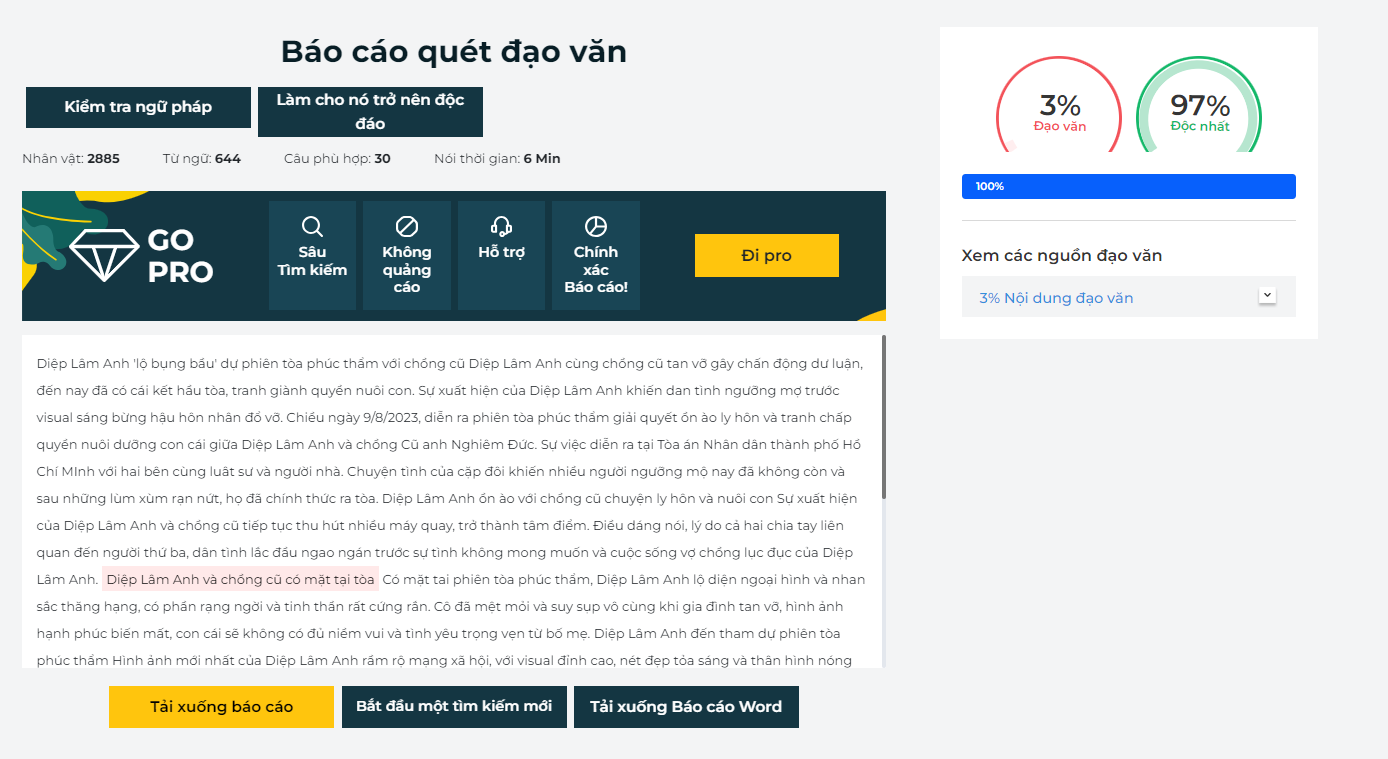 Báo cáo quét đạo văn
Kiểm tra ngữ pháp
Làm cho nó trở nên độc
đáo
Nhân vật: 2885 Từ ngữ: 644 Câu phù hợp: 30 Nói thời gian: 6 Min
GO
PRO
Sâu
Tìm kiếm
Không
quảng
cáo
Hỗ trợ
Chính
xác
Báo cáo!
Đi pro
Diệp Lâm Anh 'lộ bụng bầu' dự phiên tòa phúc thẩm với chồng cũ Diệp Lâm Anh cùng chồng cũ tan vỡ gây chấn động dư luận,
đến nay đã có cái kết hầu tòa, tranh giành quyền nuôi con. Sự xuất hiện của Diệp Lâm Anh khiến dan tình ngưỡng mợ trước
visual sáng bừng hậu hôn nhân đổ vỡ. Chiều ngày 9/8/2023, diễn ra phiên tòa phúc thẩm giải quyết ồn ào ly hôn và tranh chấp
quyền nuôi dưỡng con cái giữa Diệp Lâm Anh và chồng Cũ anh Nghiêm Đức. Sự việc diễn ra tại Tòa án Nhân dân thành phố Hồ
Chí MInh với hai bên cùng luât sư và người nhà. Chuyện tình của cặp đôi khiến nhiều người ngưỡng mộ nay đã không còn và
sau những lùm xùm rạn nứt, họ đã chính thức ra tòa. Diệp Lâm Anh ồn ào với chồng cũ chuyện ly hôn và nuôi con Sự xuất hiện
của Diệp Lâm Anh và chồng cũ tiếp tục thu hút nhiều máy quay, trở thành tâm điểm. Điều dáng nói, lý do cả hai chia tay liên
quan đến người thứ ba, dân tình lắc đầu ngao ngán trước sự tình không mong muốn và cuộc sống vợ chồng lục đục của Diệp
Lâm Anh. Diệp Lâm Anh và chồng cũ có mặt tại tòa Có mặt tai phiên tòa phúc thẩm, Diệp Lâm Anh lộ diện ngoại hình và nhan
sắc thăng hạng, có phần rạng ngời và tinh thần rất cứng rắn. Cô đã mệt mỏi và suy sụp vô cùng khi gia đình tan vỡ, hình ảnh
hạnh phúc biến mất, con cái sẽ không có đủ niềm vui và tình yêu trọng vẹn từ bố mẹ. Diệp Lâm Anh đến tham dự phiên tòa
phúc thẩm Hình ảnh mới nhất của Diệp Lâm Anh rầm rộ mạng xã hội, với visual đỉnh cao, nét đẹp tỏa sáng và thân hình nóng
Tải xuống báo cáo
Bắt đầu một tìm kiếm mới
Tải xuống Báo cáo Word
3%
Đạo văn
97%
Độc nhất
100%
Xem các nguồn đạo văn
3% Nội dung đạo văn